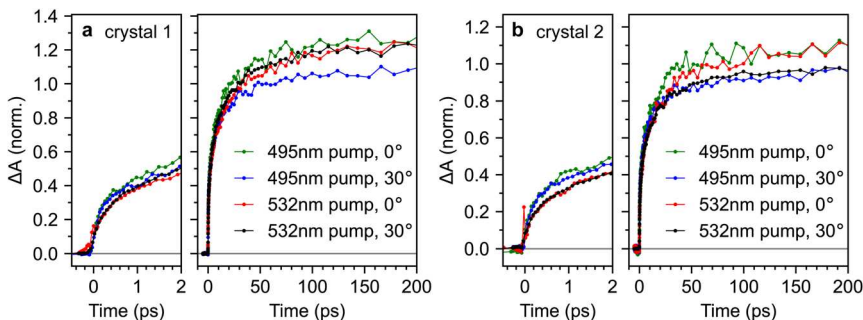 a crystal 1
ΔA (norm.)
1.4
1.2
1.0
0.8
0.6
0.4
0.2
0.0
495nm pump, 0°
495nm pump, 30°
532nm pump, 0°
532nm pump, 30°
0 1 2
0 50 100 150 200
Time (ps)
Time (ps)
b crystal 2
ΔA (norm.)
1.2
1.0
0.8
0.6
0.4
0.2
0.0
495nm pump, 0°
495nm pump, 30°
532nm pump, 0°
532nm pump, 30°
0 1 2
0 50 100 150 200
Time (ps)
Time (ps)